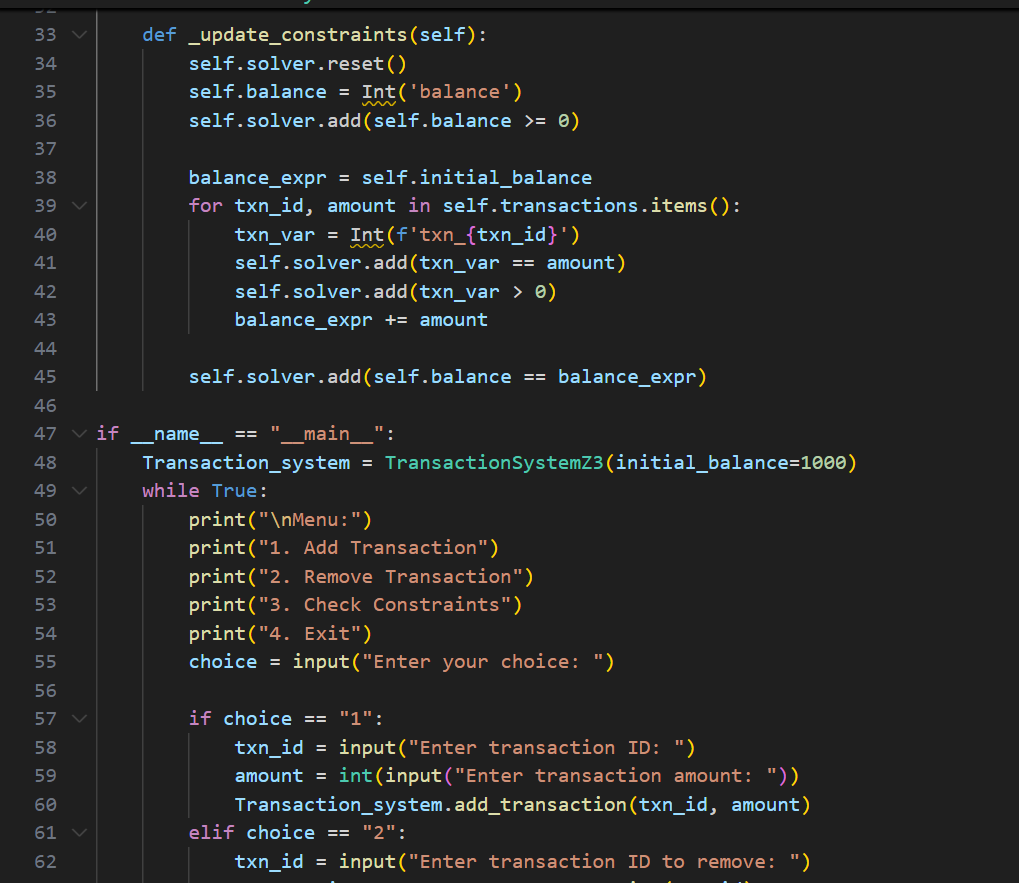 33 def _update_constraints(self):
34 self.solver.reset()
35 self.balance = Int('balance')
36 self.solver.add(self.balance >= 0)
37
38 balance_expr = self.initial_balance
39 for txn_id, amount in self.transactions.items():
40 txn_var = Int(f'txn_{txn_id}')
41 self.solver.add(txn_var == amount)
42 self.solver.add(txn_var > 0)
43 balance_expr += amount
44
45 self.solver.add(self.balance == balance_expr)
46
47 if __name__ == "__main__":
48 Transaction_system = TransactionSystemZ3(initial_balance=1000)
49 while True:
50 print("\nMenu:")
51 print("1. Add Transaction")
52 print("2. Remove Transaction")
53 print("3. Check Constraints")
54 print("4. Exit")
55 choice = input("Enter your choice: ")
56
57 if choice == "1":
58 txn_id = input("Enter transaction ID: ")
59 amount = int(input("Enter transaction amount: "))
60 Transaction_system.add_transaction(txn_id, amount)
61 elif choice == "2":
62 txn_id = input("Enter transaction ID to remove: ")